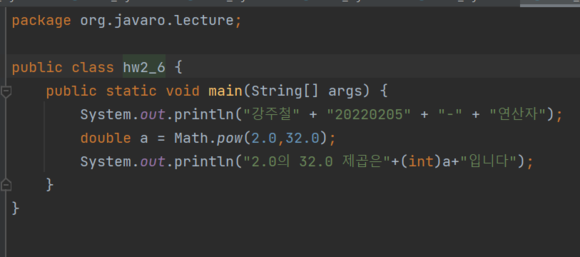 package org.javaro.lecture;
public class hw2_6 {
public static void main(String[] args) {
System.out.println("강주철" + "20220205" + "-" + "연산자");
double a = Math.pow(2.0,32.0);
System.out.println("2.0의 32.0 제곱은"+(int)a+"입니다");
}
}